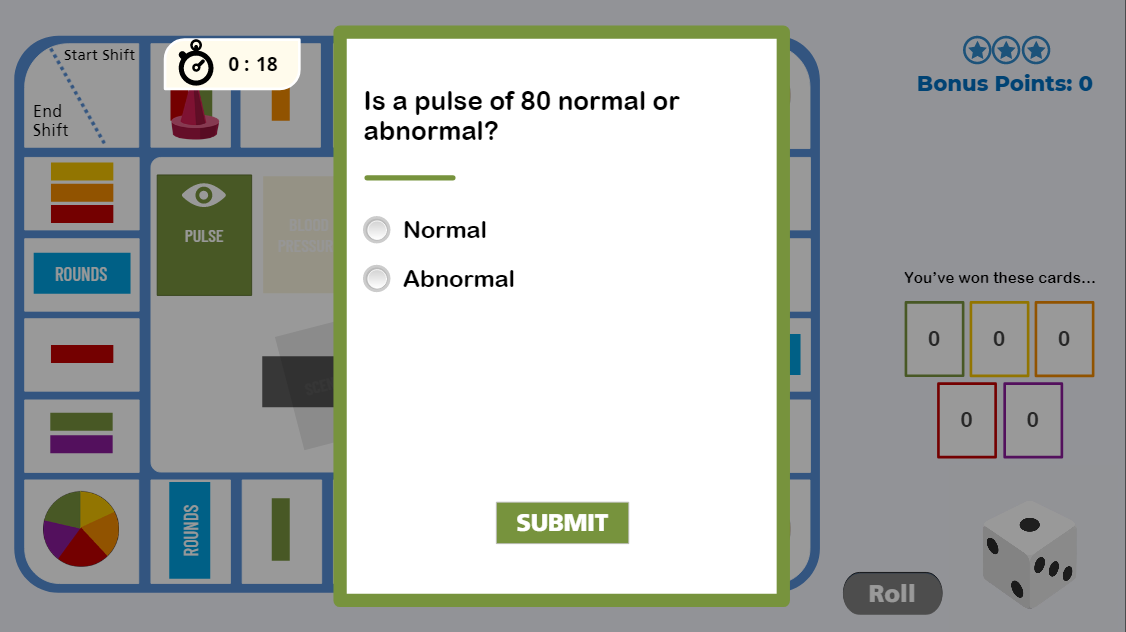 Start Shift
End
Shift
0 : 18
Bonus Points: 0
Is a pulse of 80 normal or
abnormal?
Normal
Abnormal
SUBMIT
PULSE
BLOOD
ROUNDS
ROUNDS
You've won these cards...
0 0 0
0 0
Roll